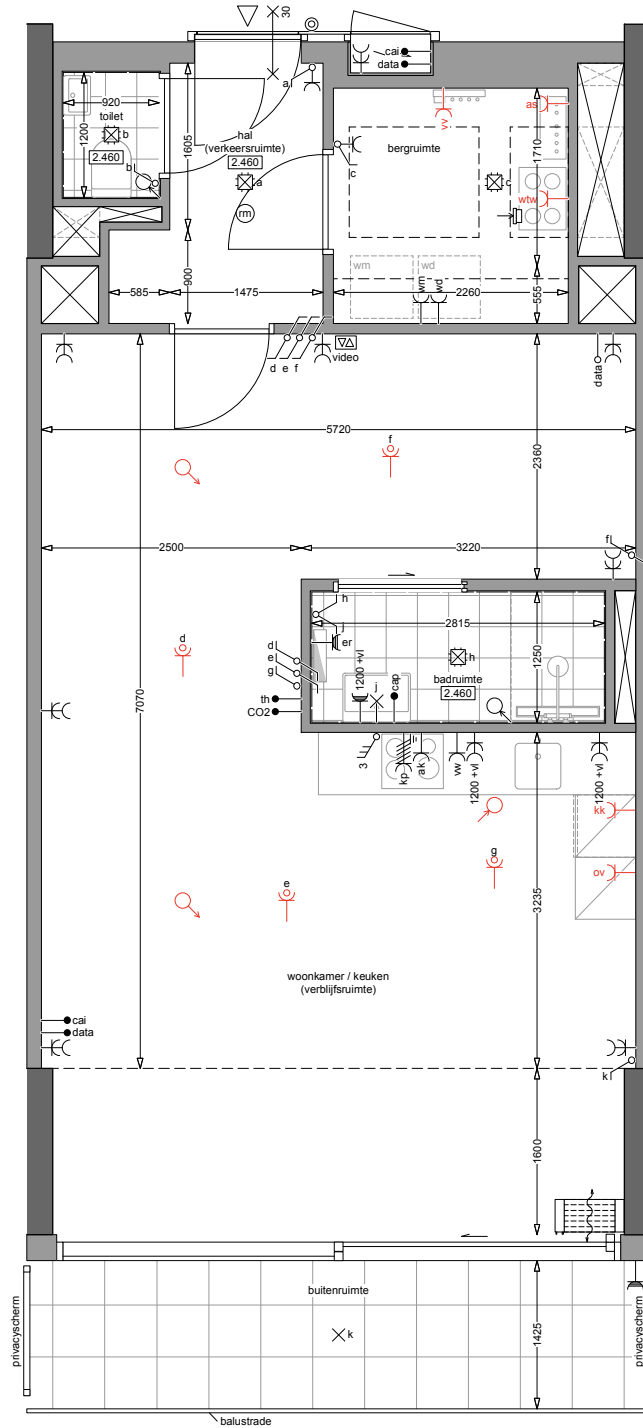 30
cai
data
a
920
toilet
1200
b
2.460
b
1605
hal
(verkeersruimte)
2.460
a
rm
c
vv
bergruimte
as
1710
c
wtw
900
585
1475
wm
wd
wm
wd
2260
555
d e f
video
data
5720
f
2360
2500
3220
f
h
j
er
2815
1250
d
d
e
g
1200 +vl
j
cap
h
badruimte
2.460
th
CO2
7070
3
kp
ak
vw
1200 +vl
1200 +vl
kk
g
ov
e
3235
woonkamer / keuken
(verblijfsruimte)
cai
data
k
1600
buitenruimte
privacyscherm
k
1425
privacyscherm
balustrade